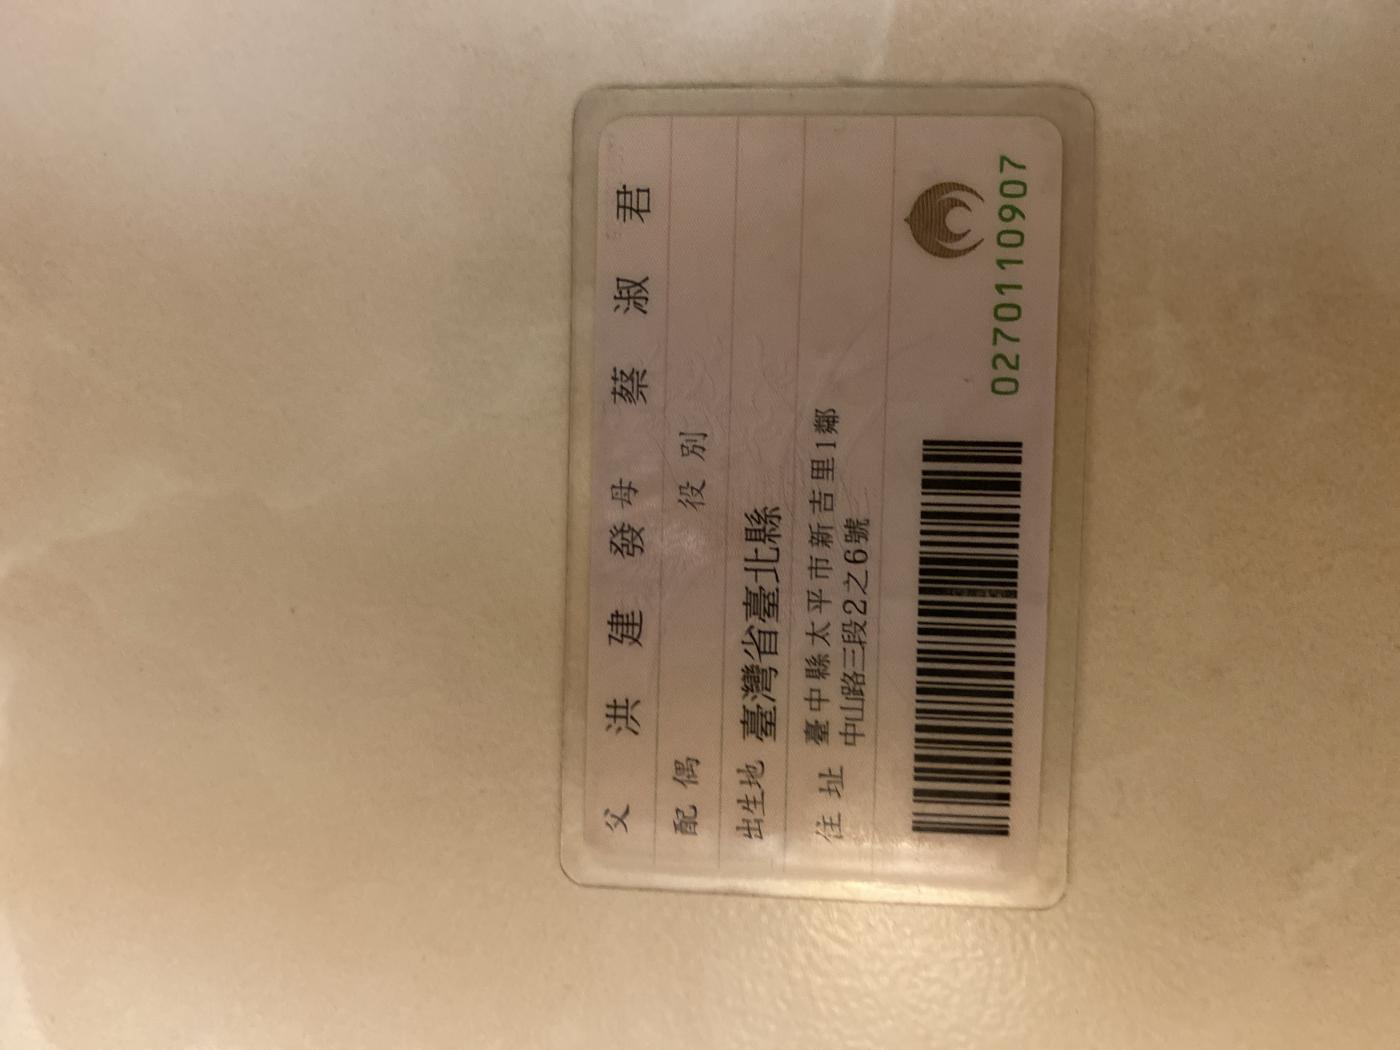 父 洪建發 母 蔡淑君
配偶 役別
出生地 臺灣省臺北縣
住址 臺中縣太平市新吉里1鄰
中山路三段2之6號
0270110907